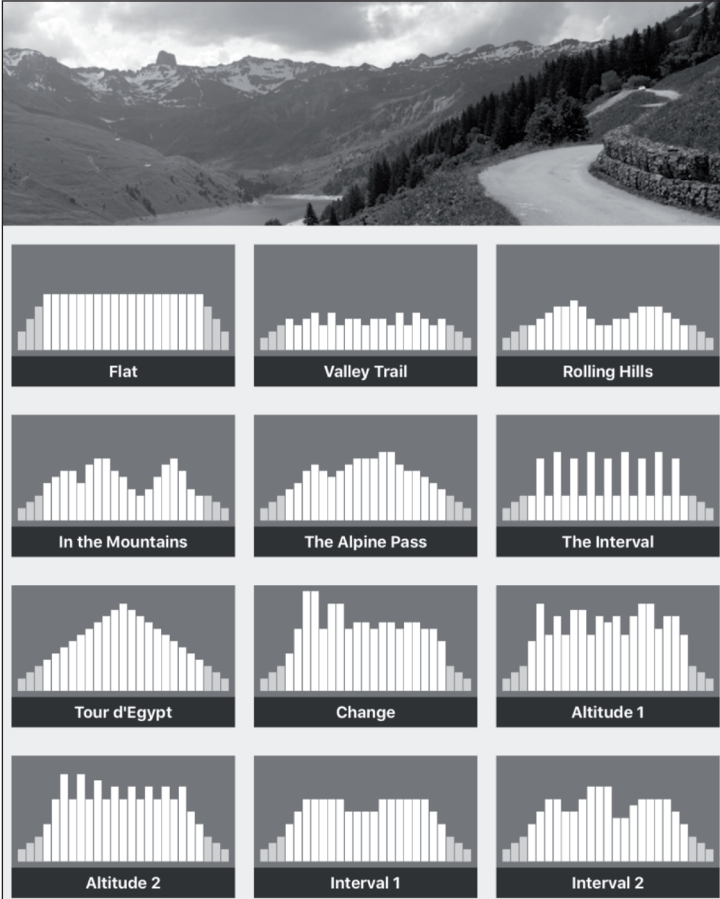 Flat
Valley Trail
Rolling Hills
In the Mountains
The Alpine Pass
The Interval
Tour d'Egypt
Change
Altitude 1
Altitude 2
Interval 1
Interval 2